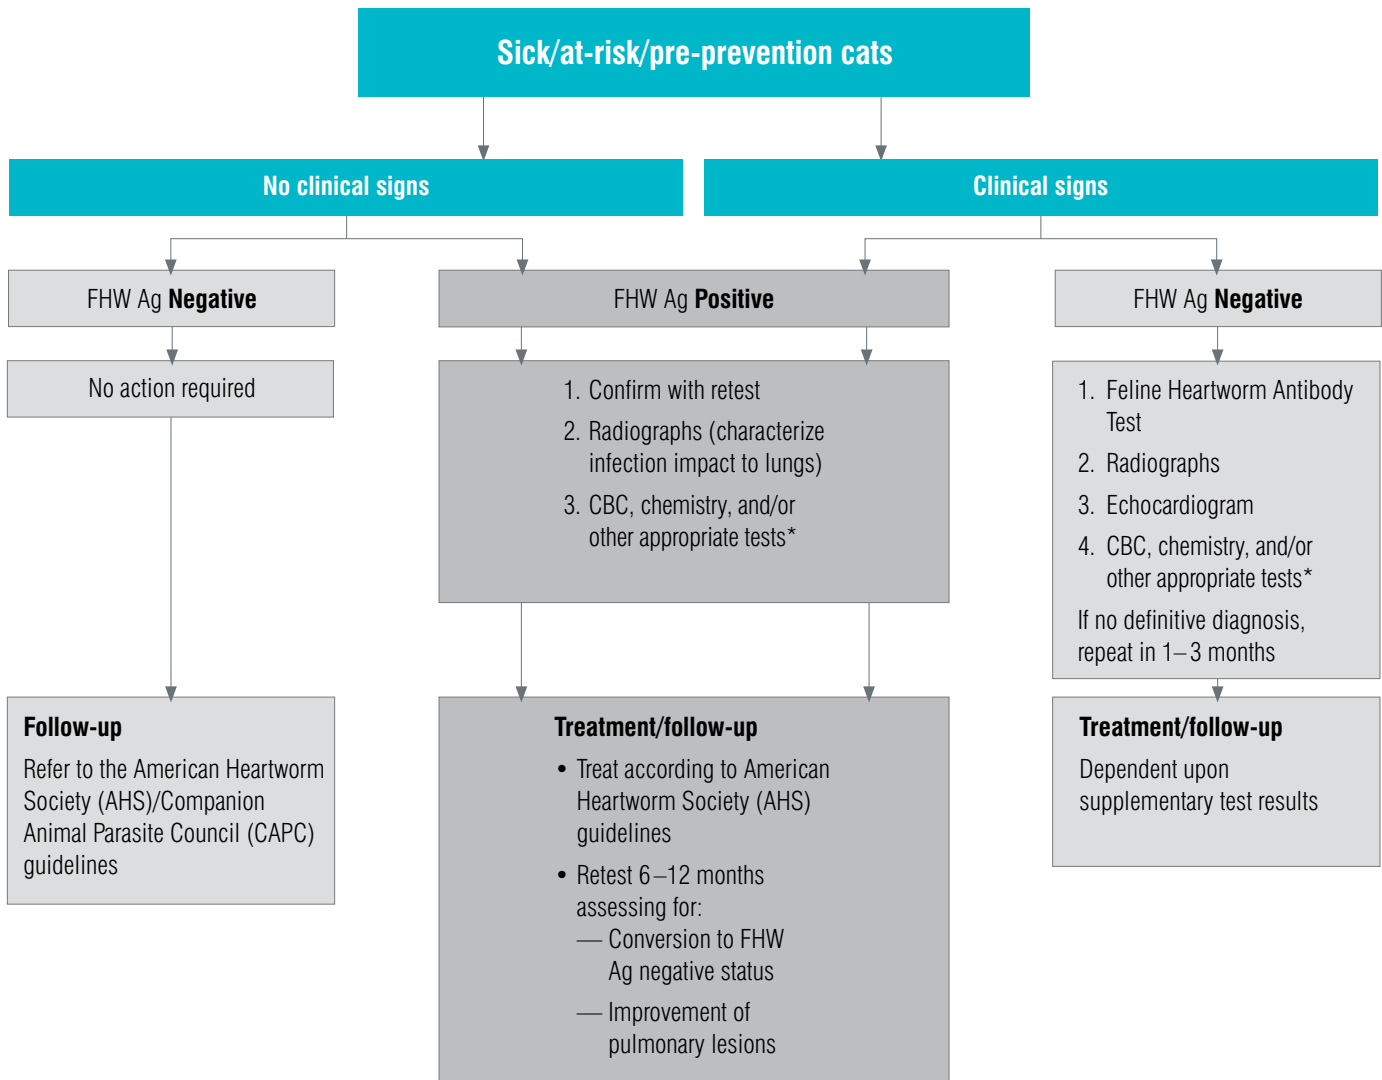 Sick/at-risk/pre-prevention cats
No clinical signs
Clinical signs
FHW Ag Negative
FHW Ag Positive
FHW Ag Negative
No action required
1. Confirm with retest
2. Radiographs (characterize
infection impact to lungs)
3. CBC, chemistry, and/or
other appropriate tests*
1. Feline Heartworm Antibody
Test
2. Radiographs
3. Echocardiogram
4. CBC, chemistry, and/or
other appropriate tests*
If no definitive diagnosis,
repeat in 1–3 months
Follow-up
Refer to the American Heartworm
Society (AHS)/Companion
Animal Parasite Council (CAPC)
guidelines
Treatment/follow-up
• Treat according to American
Heartworm Society (AHS)
guidelines
• Retest 6–12 months
assessing for:
— Conversion to FHW
Ag negative status
— Improvement of
pulmonary lesions
Treatment/follow-up
Dependent upon
supplementary test results